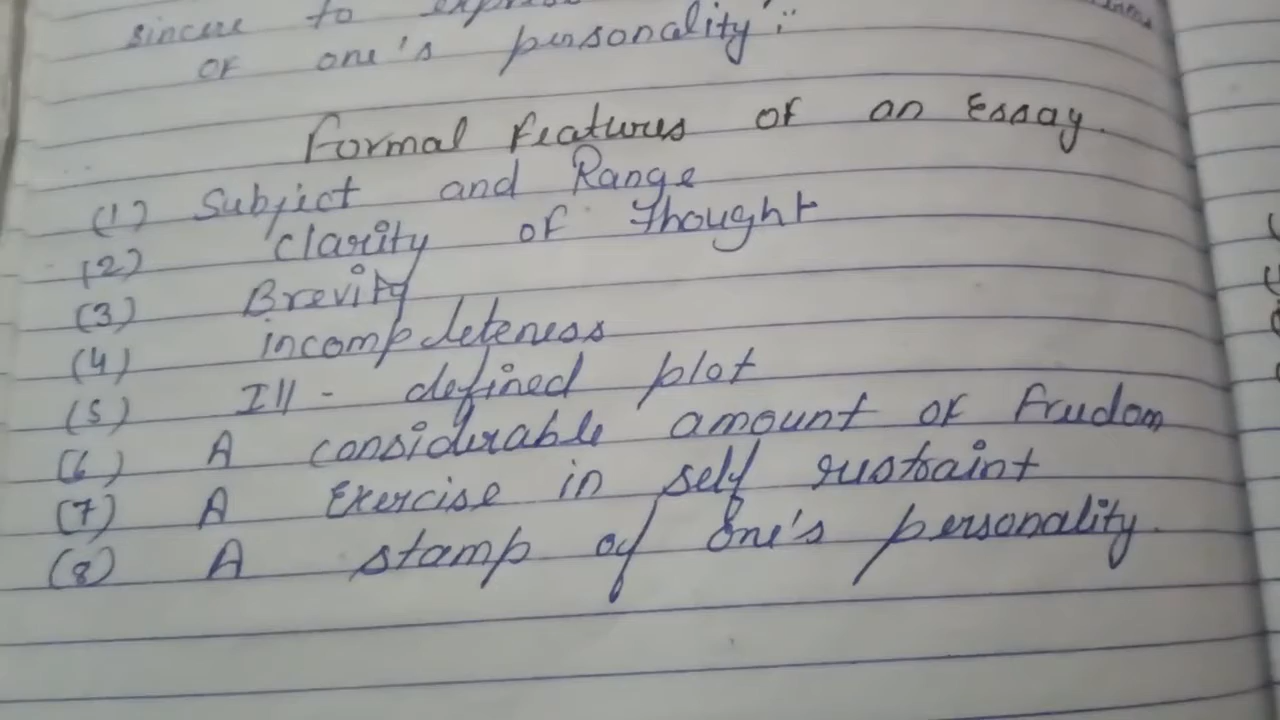 sincere to
of one's personality :
Formal Features of an Essay.
(1) Subject and Range
(2) clarity of Thought
(3) Brevity
(4) incompleteness
(5) Ill - defined plot
(6) A considerable amount of Freedom
(7) A Exercise in self restraint
(8) A stamp of One's personality.